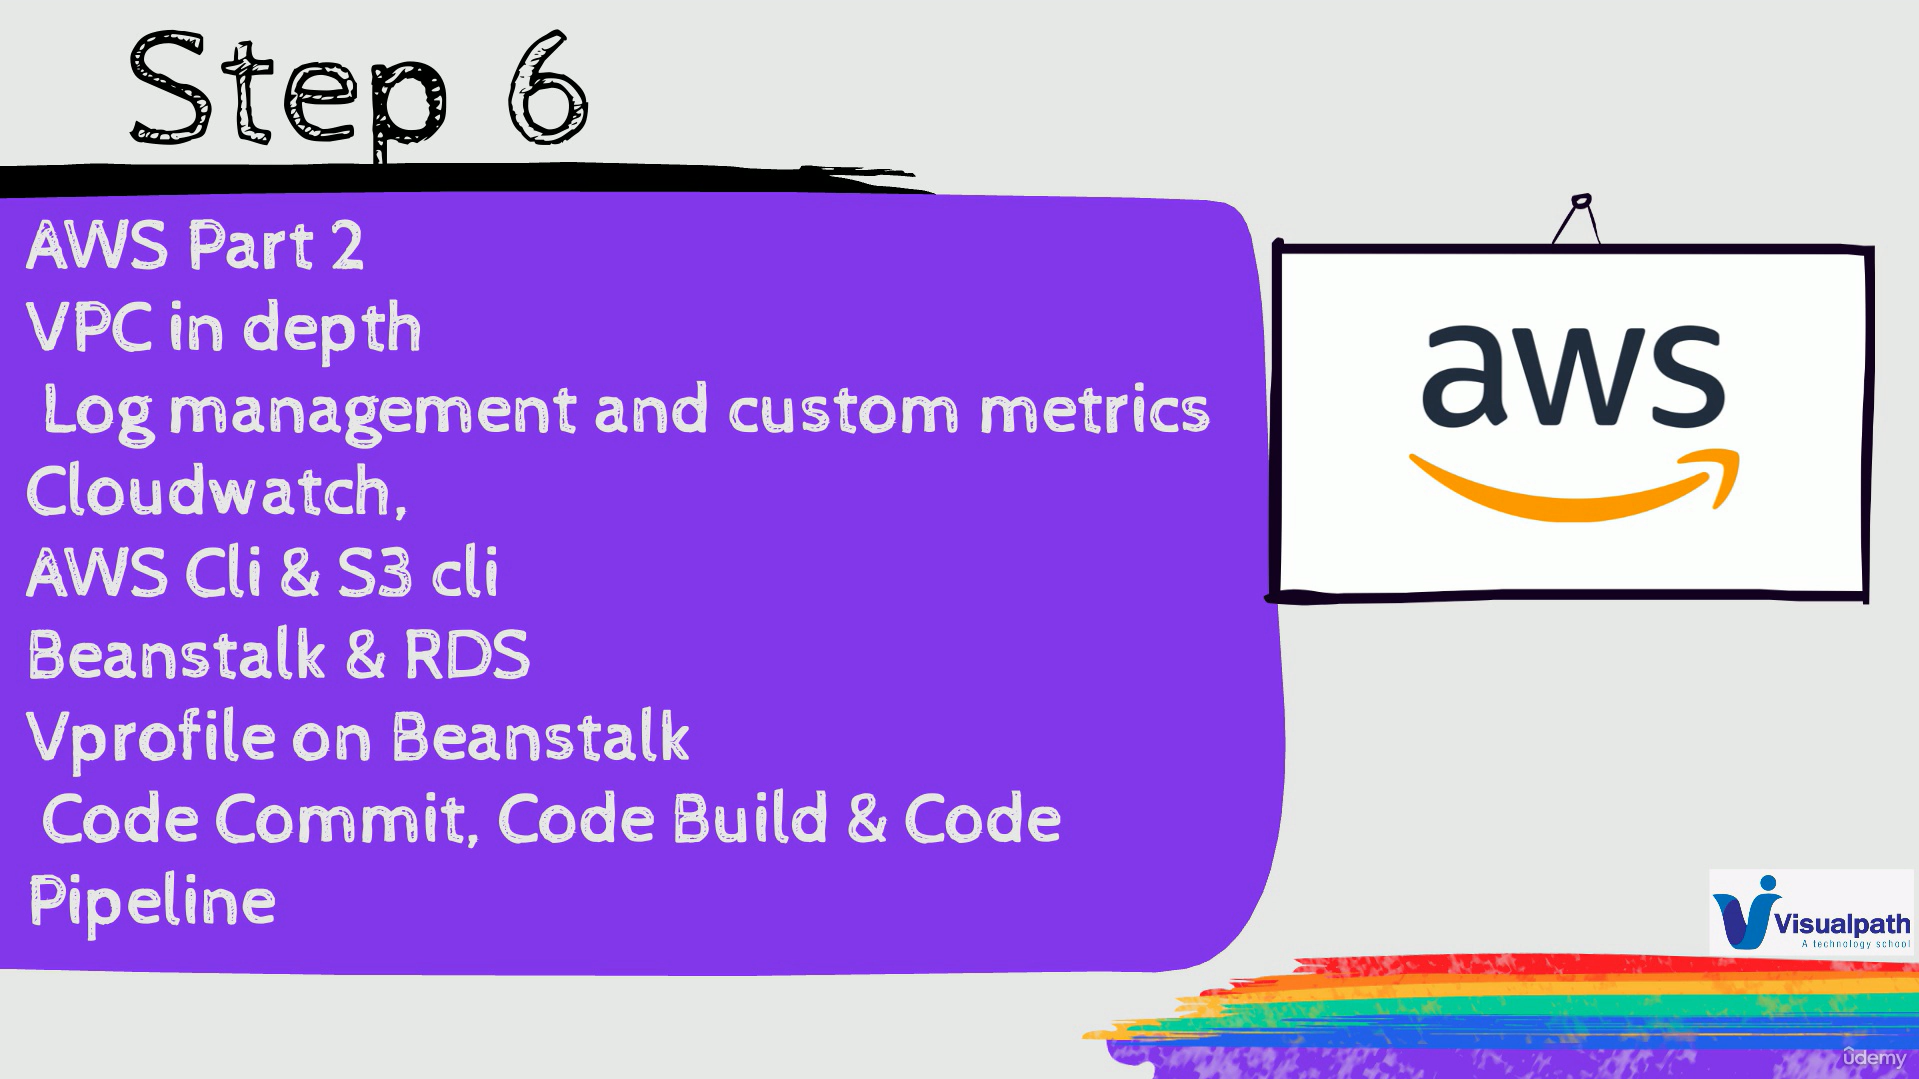 Step 6
AWS Part 2
VPC in depth
Log management and custom metrics
Cloudwatch,
AWS Cli & S3 cli
Beanstalk & RDS
Vprofile on Beanstalk
Code Commit, Code Build & Code
Pipeline
aws
Visualpath
A technology school
ûdemy